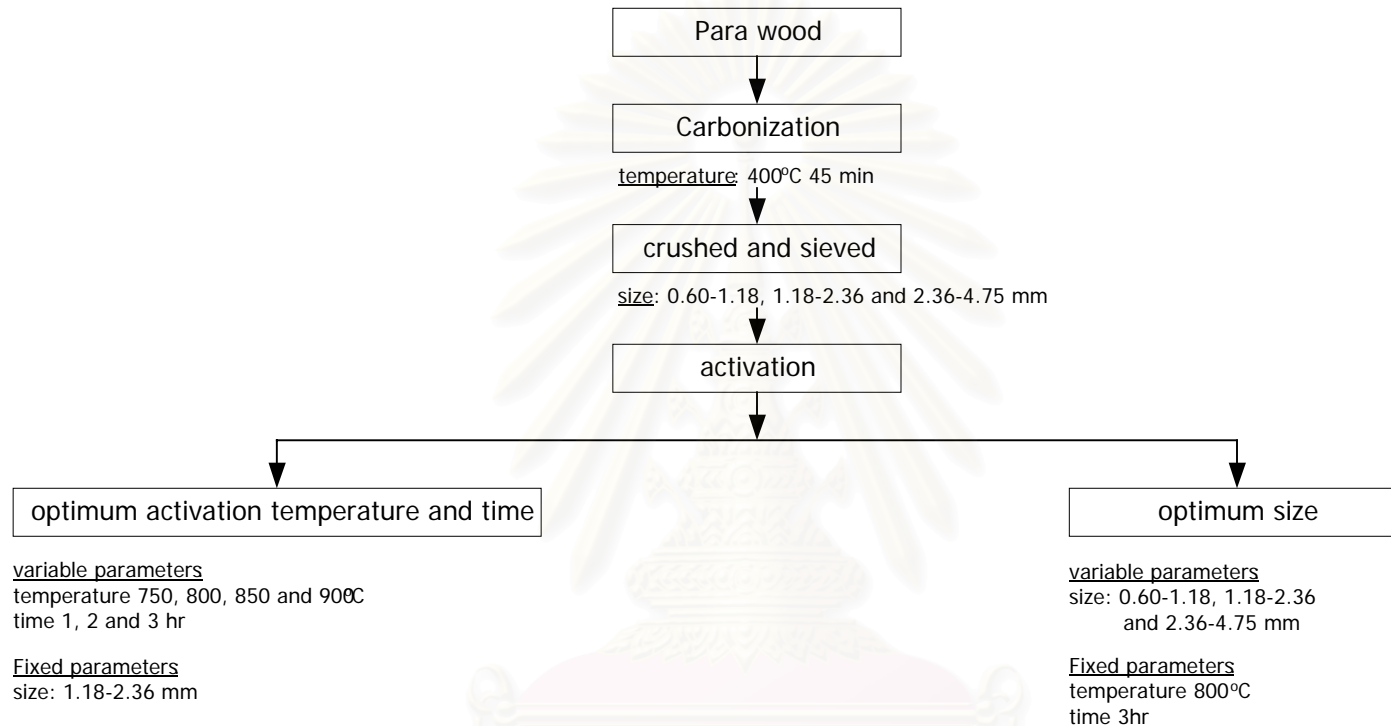 Para wood
Carbonization
temperature: 400°C 45 min
crushed and sieved
size: 0.60-1.18, 1.18-2.36 and 2.36-4.75 mm
activation
optimum activation temperature and time
variable parameters
temperature 750, 800, 850 and 900°C
time 1, 2 and 3 hr
Fixed parameters
size: 1.18-2.36 mm
optimum size
variable parameters
size: 0.60-1.18, 1.18-2.36
and 2.36-4.75 mm
Fixed parameters
temperature 800°C
time 3hr